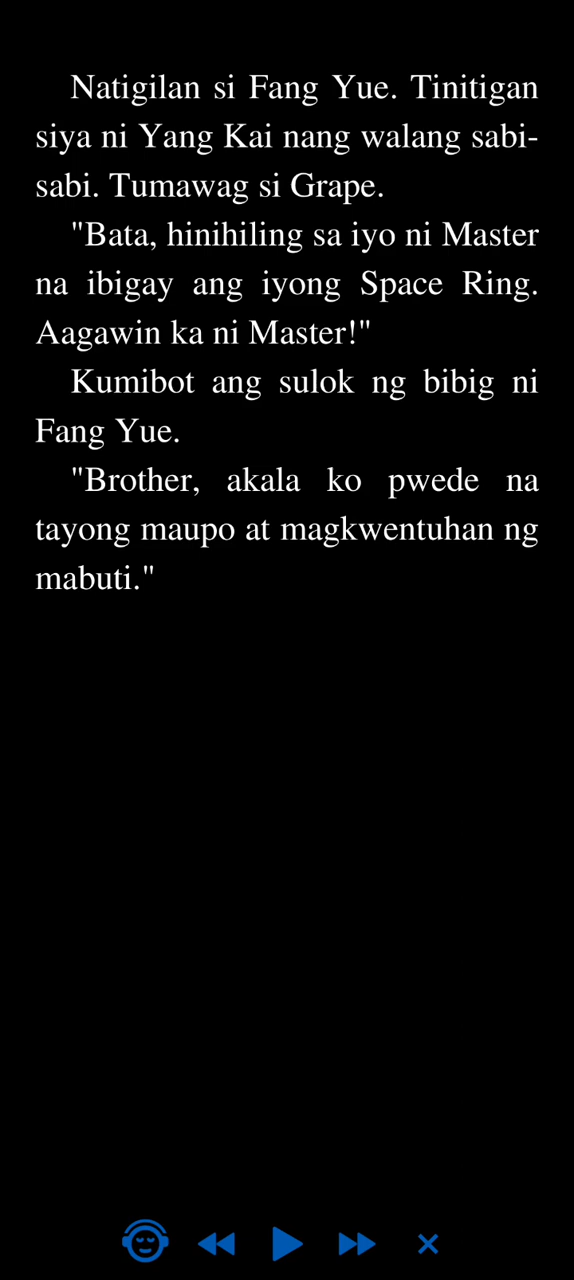 Natigilan si Fang Yue. Tinitigan
siya ni Yang Kai nang walang sabi-
sabi. Tumawag si Grape.
"Bata, hinihiling sa iyo ni Master
na ibigay ang iyong Space Ring.
Aagawin ka ni Master!"
Kumibot ang sulok ng bibig ni
Fang Yue.
"Brother, akala ko pwede na
tayong maupo at magkwentuhan ng
mabuti."